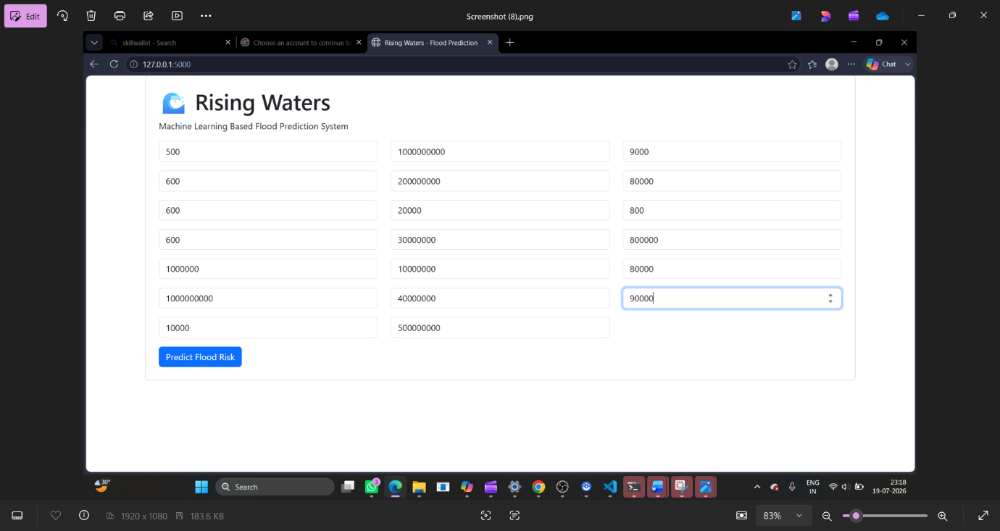 Edit
Screenshot (8).png
skillwallet - Search
Choose an account to continue to
Rising Waters - Flood Prediction
127.0.0.1:5000
Chat
Rising Waters
Machine Learning Based Flood Prediction System
500 1000000000 9000
600 200000000 80000
600 20000 800
600 30000000 800000
1000000 10000000 80000
1000000000 40000000 90000
10000 500000000
Predict Flood Risk
30°
Search
3
ENG
IN
23:18
19-07-2026
1920 x 1080
183.6 KB
83%